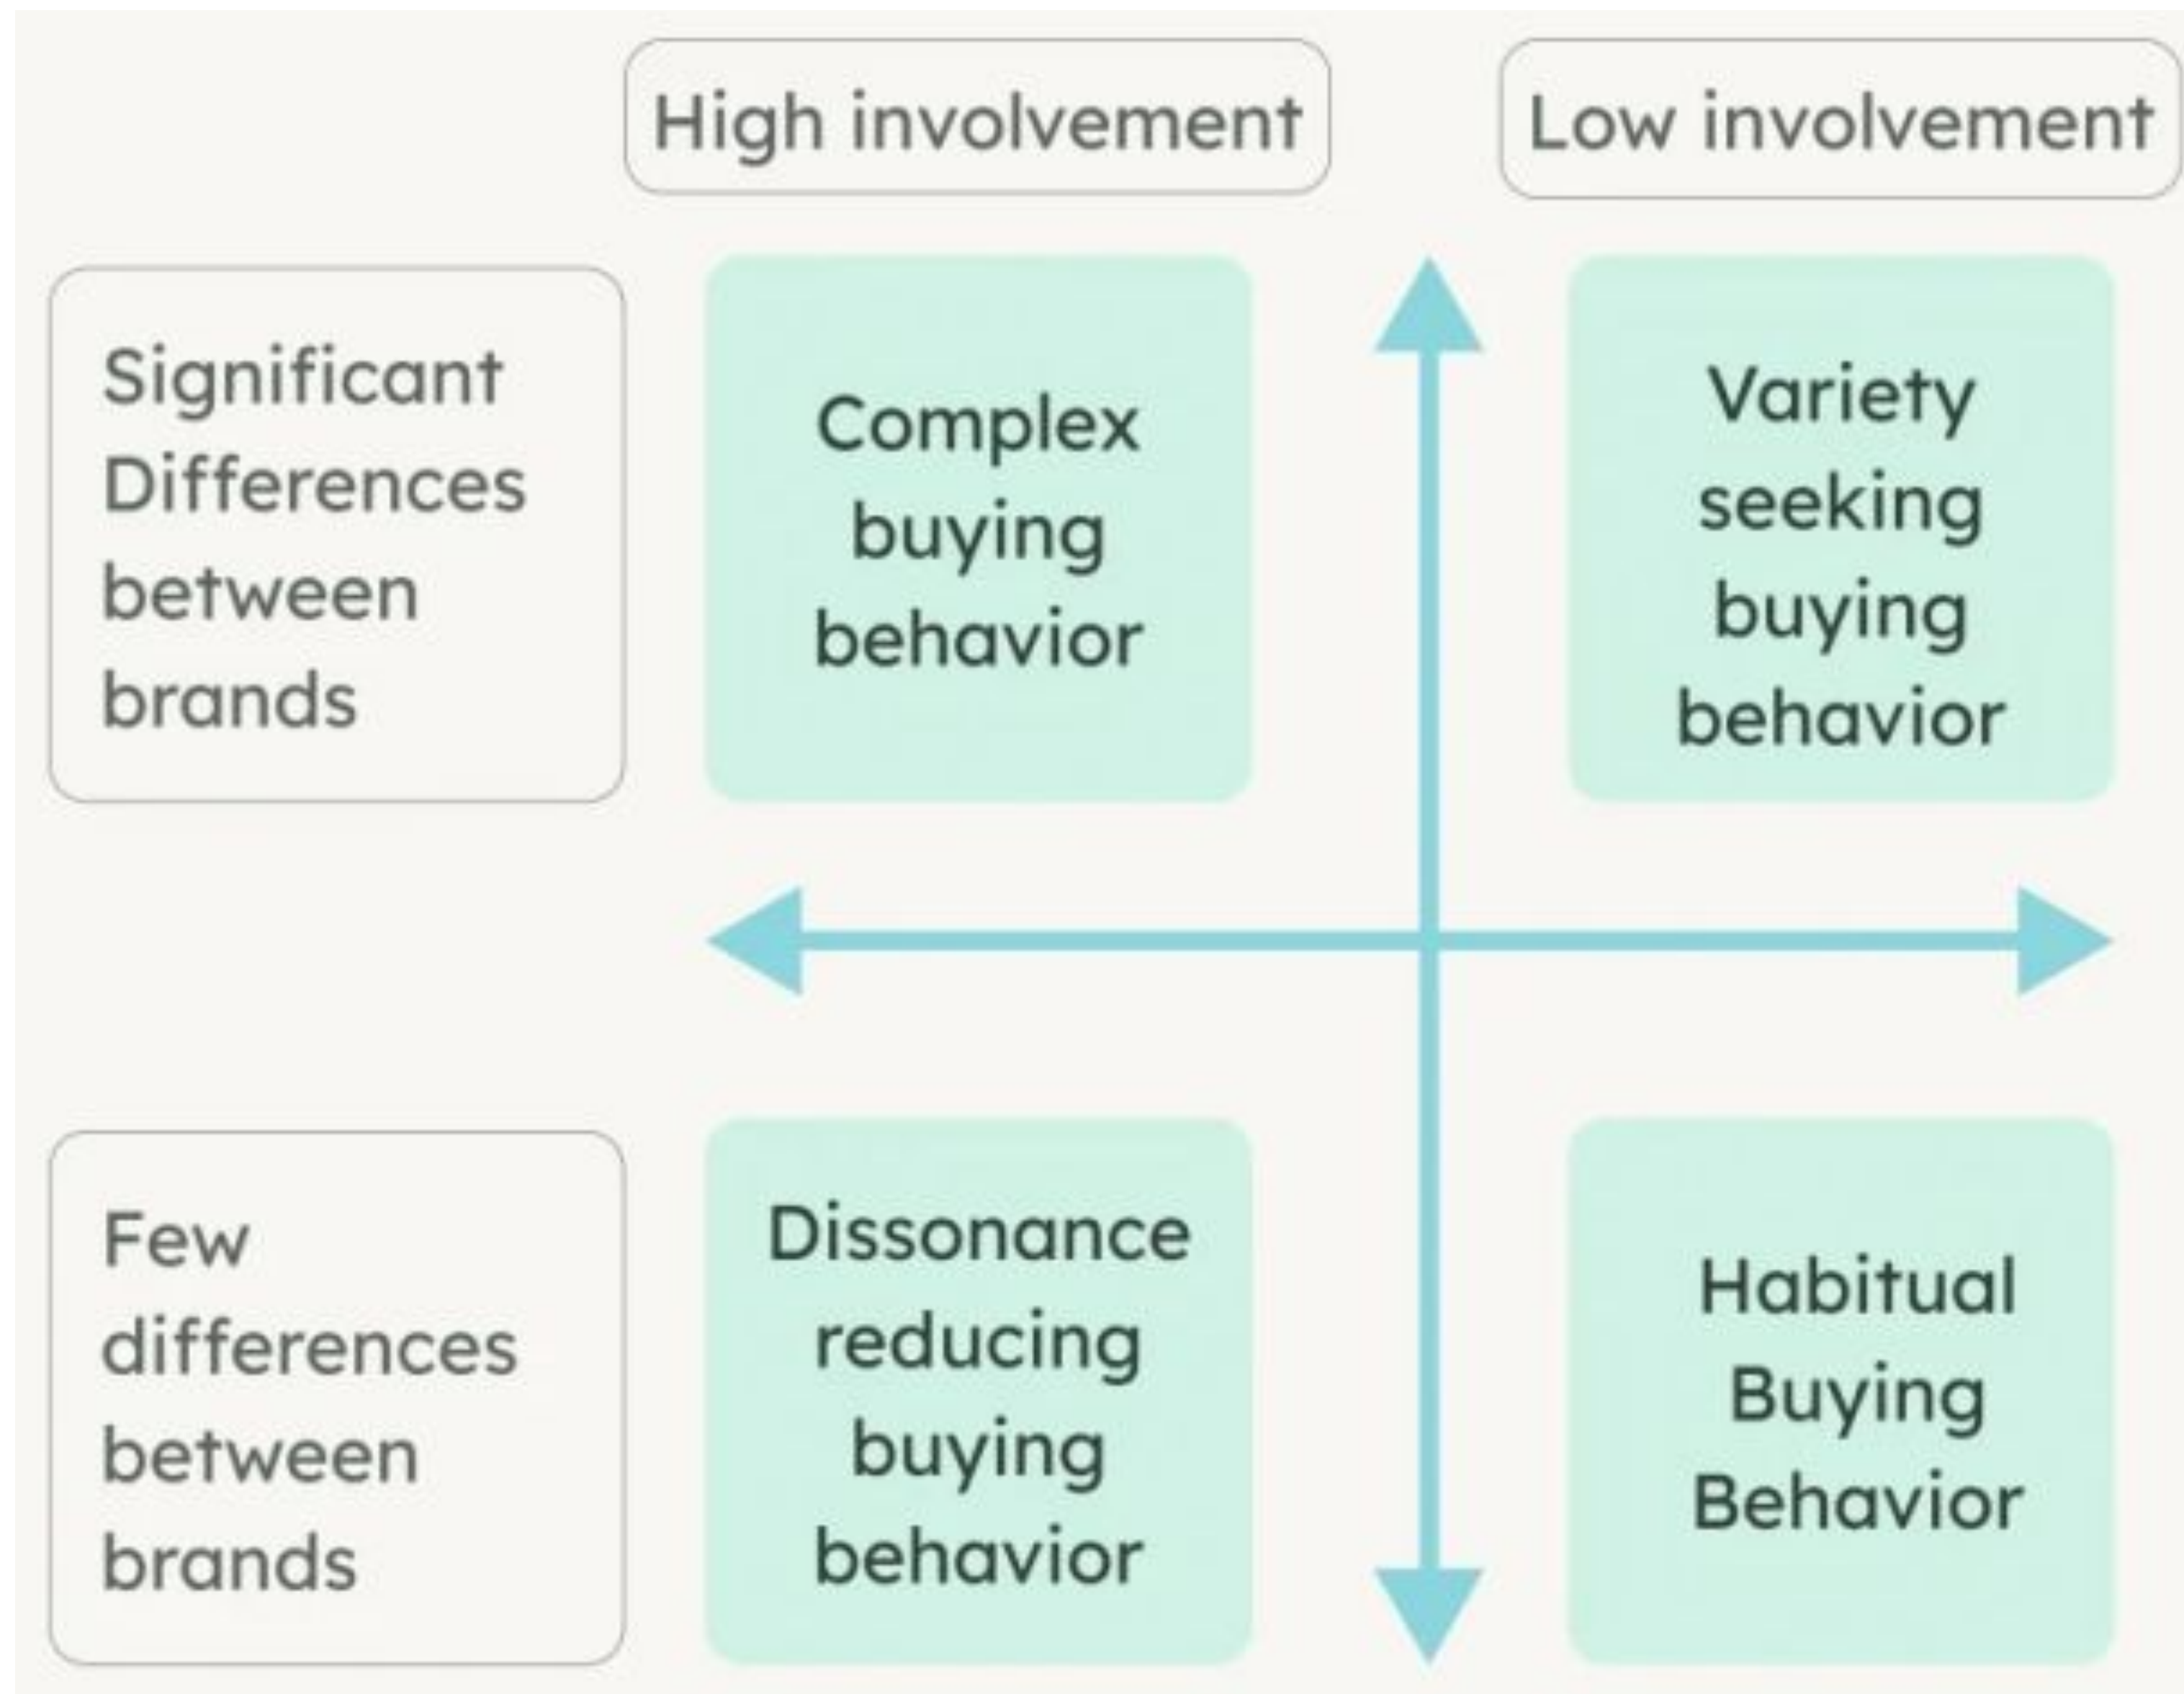 High involvement
Low involvement
Significant
Differences
between
brands
Complex
buying
behavior
Variety
seeking
buying
behavior
Few
differences
between
brands
Dissonance
reducing
buying
behavior
Habitual
Buying
Behavior